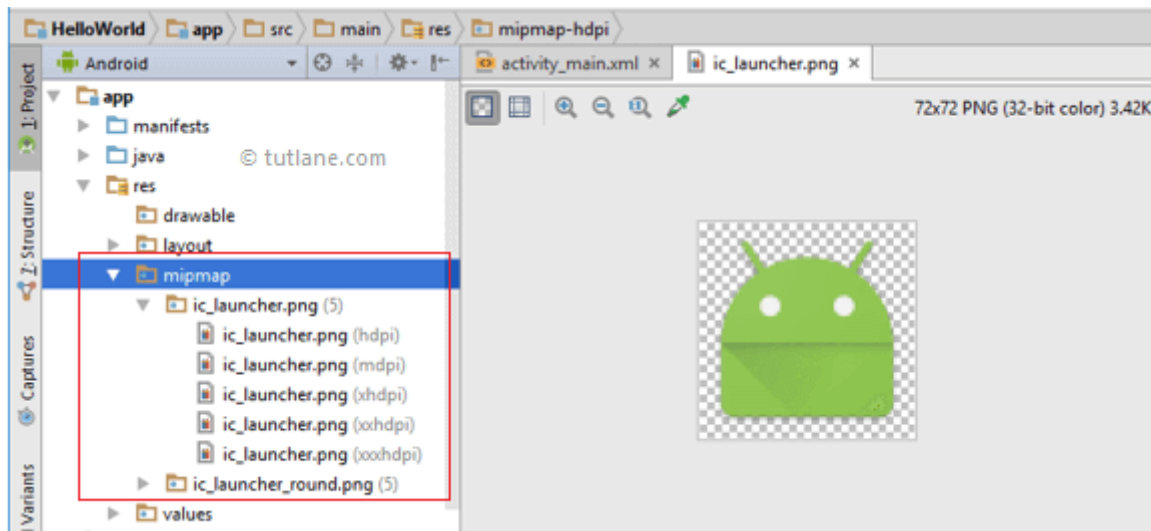 HelloWorld app src main res mipmap-hdpi
Android
activity_main.xml × ic_launcher.png ×
1: Project
Z: Structure
Captures
Variants
72x72 PNG (32-bit color) 3.42K
app
manifests
java
© tutlane.com
res
drawable
layout
mipmap
ic_launcher.png (5)
ic_launcher.png (hdpi)
ic_launcher.png (mdpi)
ic_launcher.png (xhdpi)
ic_launcher.png (xxhdpi)
ic_launcher.png (xxxhdpi)
ic_launcher_round.png (5)
values